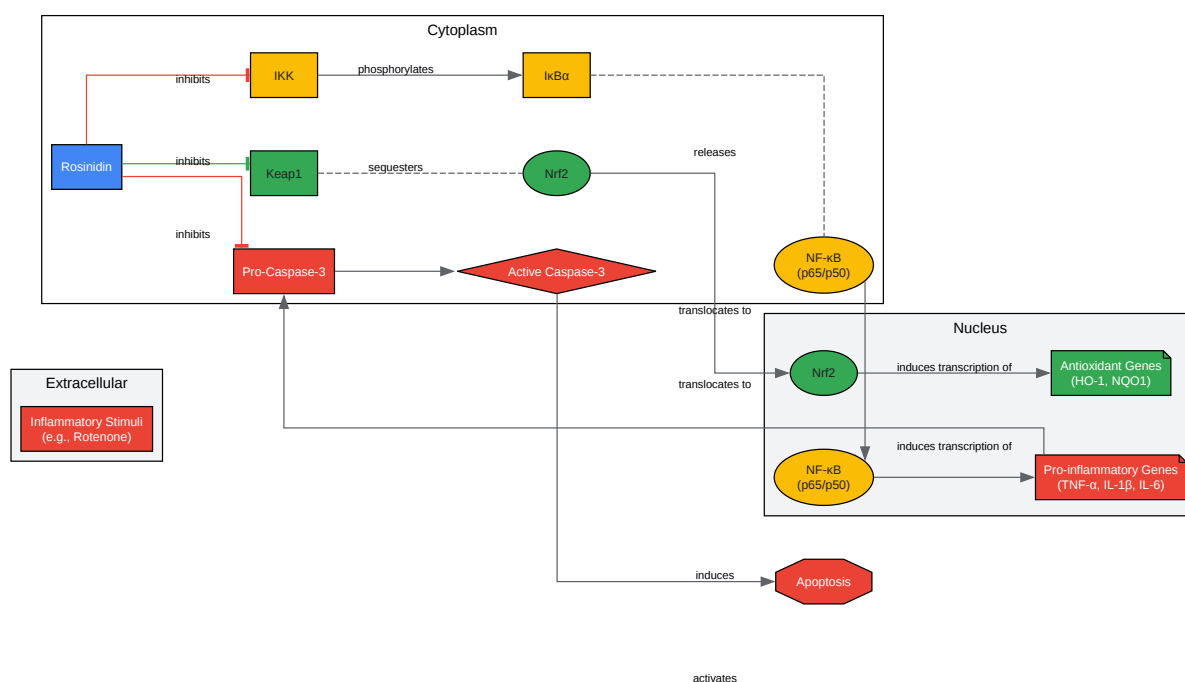 Cytoplasm
inhibits
IKK
phosphorylates
IκBα
Rosinidin
inhibits
Keap1
sequesters
Nrf2
releases
inhibits
Pro-Caspase-3
Active Caspase-3
NF-κB
(p65/p50)
translocates to
Nucleus
Extracellular
Inflammatory Stimuli
(e.g., Rotenone)
translocates to
Nrf2
induces transcription of
Antioxidant Genes
(HO-1, NQO1)
NF-κB
(p65/p50)
induces transcription of
Pro-inflammatory Genes
(TNF-α, IL-1β, IL-6)
induces
Apoptosis
activates